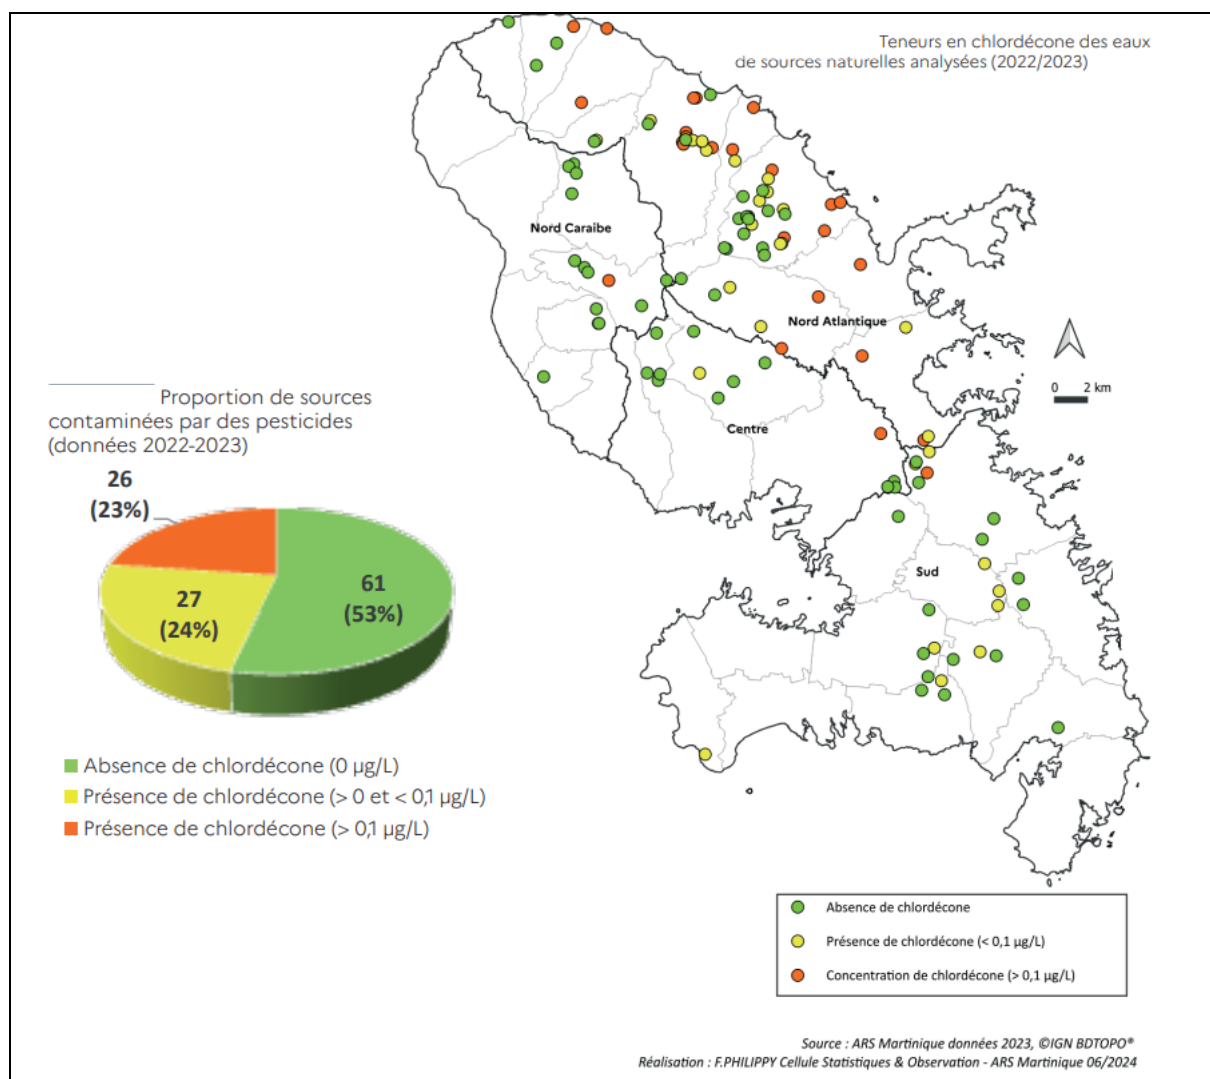 Teneurs en chlordécone des eaux
de sources naturelles analysées (2022/2023)
Nord Caraibe
Nord Atlantique
0 2 km
Centre
Sud
Proportion de sources
contaminées par des pesticides
(données 2022-2023)
26
(23%)
61
(53%)
27
(24%)
Absence de chlordécone (0 µg/L)
Présence de chlordécone (> 0 et < 0,1 µg/L)
Présence de chlordécone (> 0,1 µg/L)
Absence de chlordécone
Présence de chlordécone (< 0,1 µg/L)
Concentration de chlordécone (> 0,1 µg/L)
Source : ARS Martinique données 2023, ©IGN BDTOPO®
Réalisation : F.PHILIPPY Cellule Statistiques & Observation - ARS Martinique 06/2024